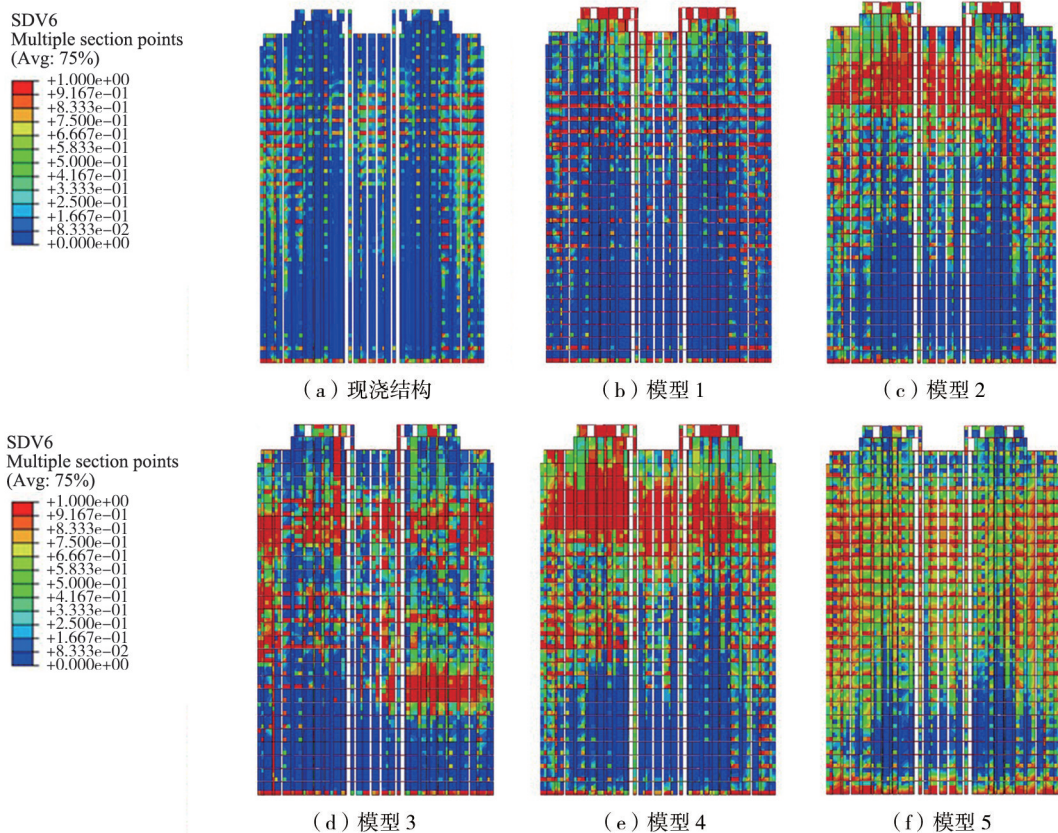 SDV6
Multiple section points
(Avg: 75%)
+1.000e+00
+9.167e-01
+8.333e-01
+7.500e-01
+6.667e-01
+5.833e-01
+5.000e-01
+4.167e-01
+3.333e-01
+2.500e-01
+1.667e-01
+8.333e-02
+0.000e+00
（a）现浇结构
（b）模型 1
（c）模型 2
SDV6
Multiple section points
(Avg: 75%)
+1.000e+00
+9.167e-01
+8.333e-01
+7.500e-01
+6.667e-01
+5.833e-01
+5.000e-01
+4.167e-01
+3.333e-01
+2.500e-01
+1.667e-01
+8.333e-02
+0.000e+00
（d）模型 3
（e）模型 4
（f）模型 5